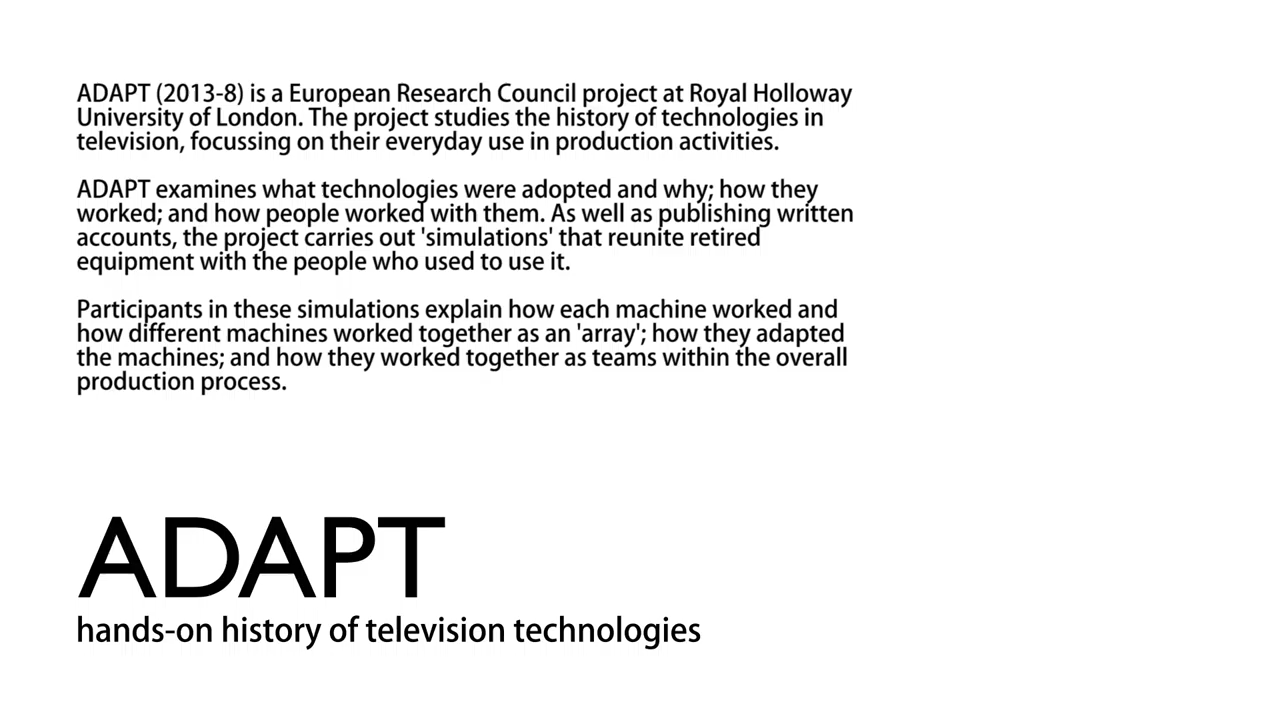 ADAPT (2013-8) is a European Research Council project at Royal Holloway
University of London. The project studies the history of technologies in
television, focussing on their everyday use in production activities.
ADAPT examines what technologies were adopted and why; how they
worked; and how people worked with them. As well as publishing written
accounts, the project carries out 'simulations' that reunite retired
equipment with the people who used to use it.
Participants in these simulations explain how each machine worked and
how different machines worked together as an 'array'; how they adapted
the machines; and how they worked together as teams within the overall
production process.
ADAPT
hands-on history of television technologies